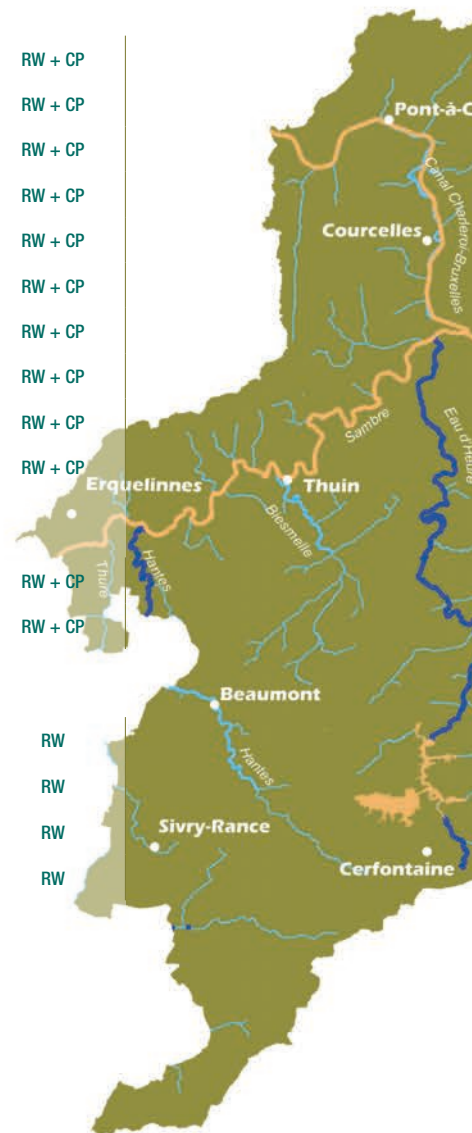 RW + CP
RW + CP
RW + CP
RW + CP
RW + CP
RW + CP
RW + CP
RW + CP
RW + CP
RW + CP
RW + CP
RW + CP
RW
RW
RW
RW
Pont-à-C
Canal Charleroi-Bruxelles
Courcelles
Sambre
Eau d'Heure
Erquelinnes
Thuin
Biesmelle
Thure
Hantes
Beaumont
Hantes
Sivry-Rance
Cerfontaine